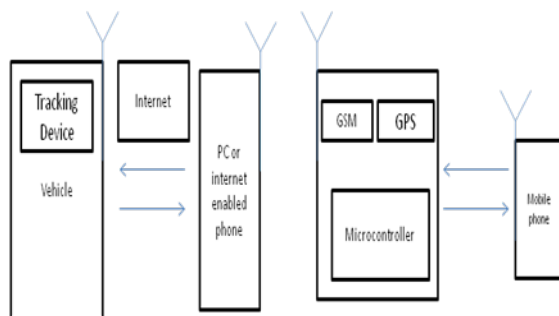 Tracking
Device
Vehicle
Internet
PC or
internet
enabled
phone
GSM
GPS
Microcontroller
Mobile
phone